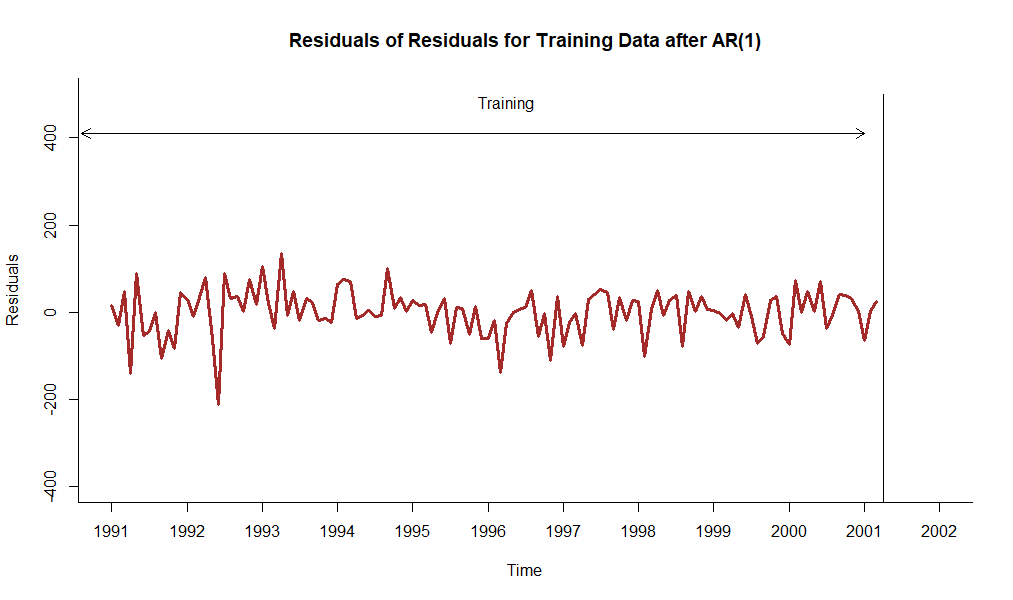 Residuals of Residuals for Training Data after AR(1)
Training
Residuals
400
200
0
-200
-400
1991 1992 1993 1994 1995 1996 1997 1998 1999 2000 2001 2002
Time